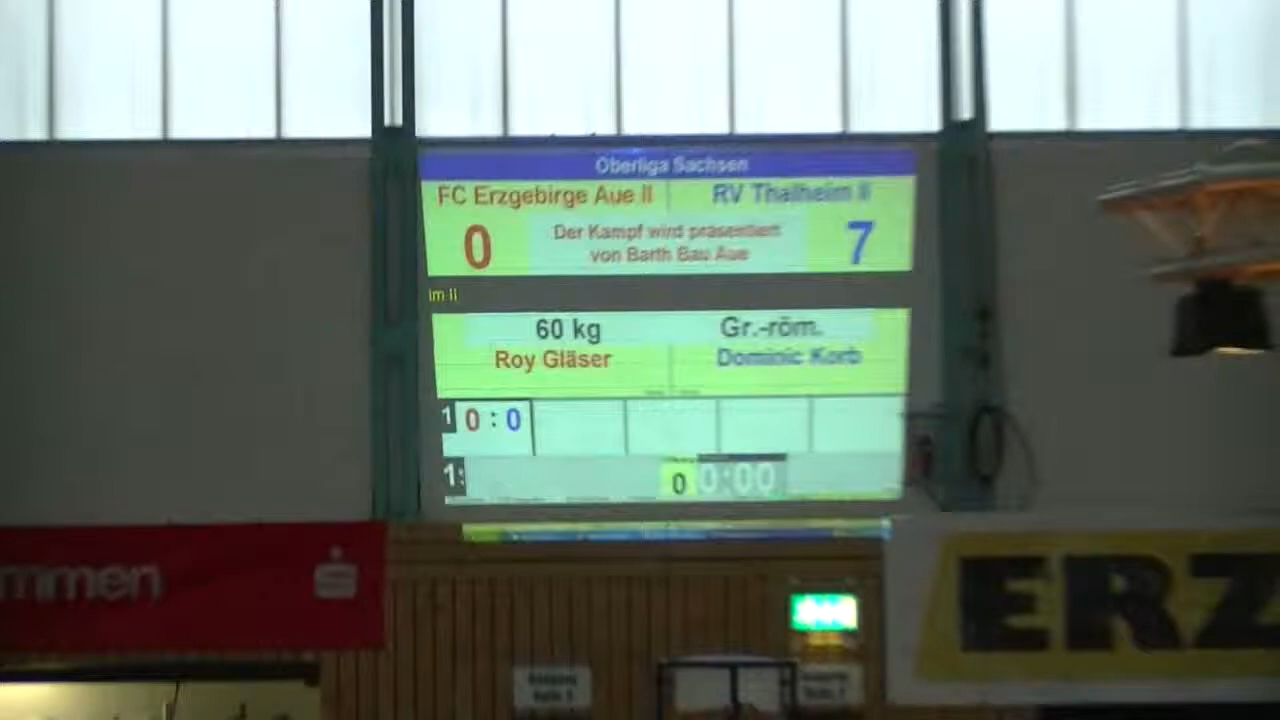 Oberliga Sachsen
FC Erzgebirge Aue II
RV Thalheim II
0
Der Kampf wird präsentiert
von Barth Bau Aue
7
im II
60 kg
Gr.-röm.
Roy Gläser
Dominic Korb
1
0 : 0
1:
0
0:00
mmen
ERZ